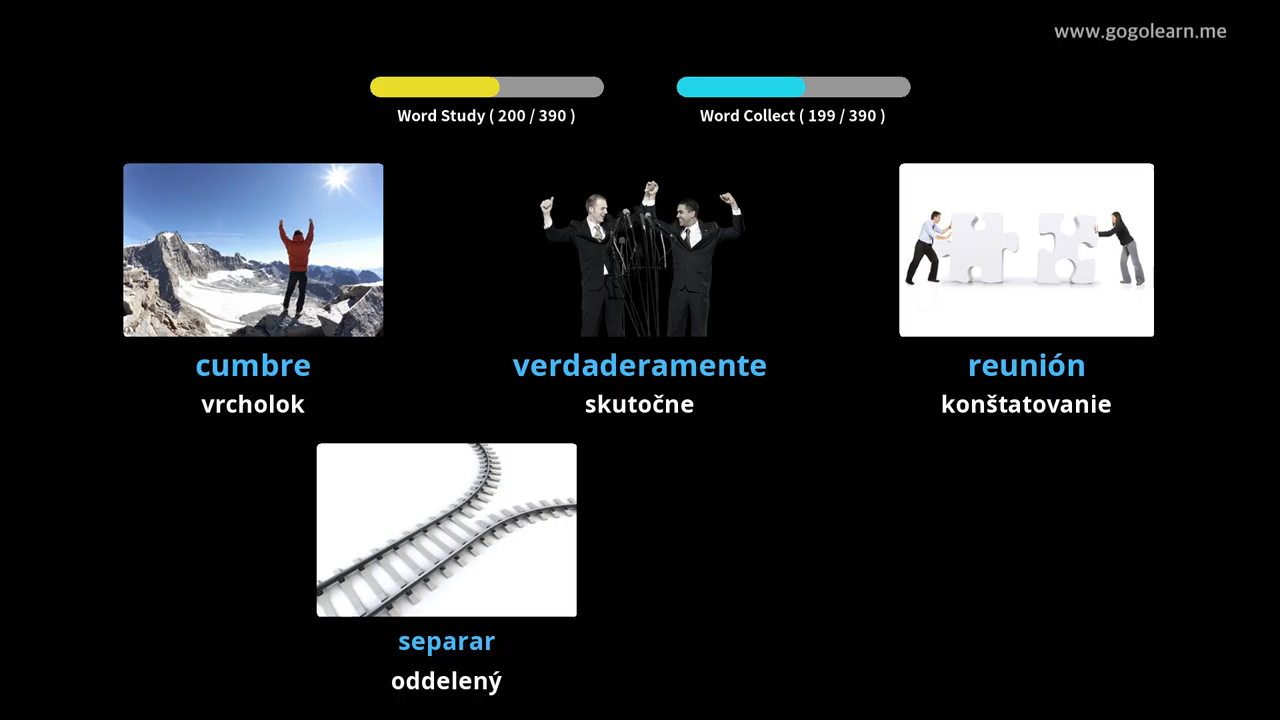 www.gogolearn.me
Word Study ( 200 / 390 )
Word Collect ( 199 / 390 )
cumbre
vrcholok
verdaderamente
skutočne
reunión
konštatovanie
separar
oddelený